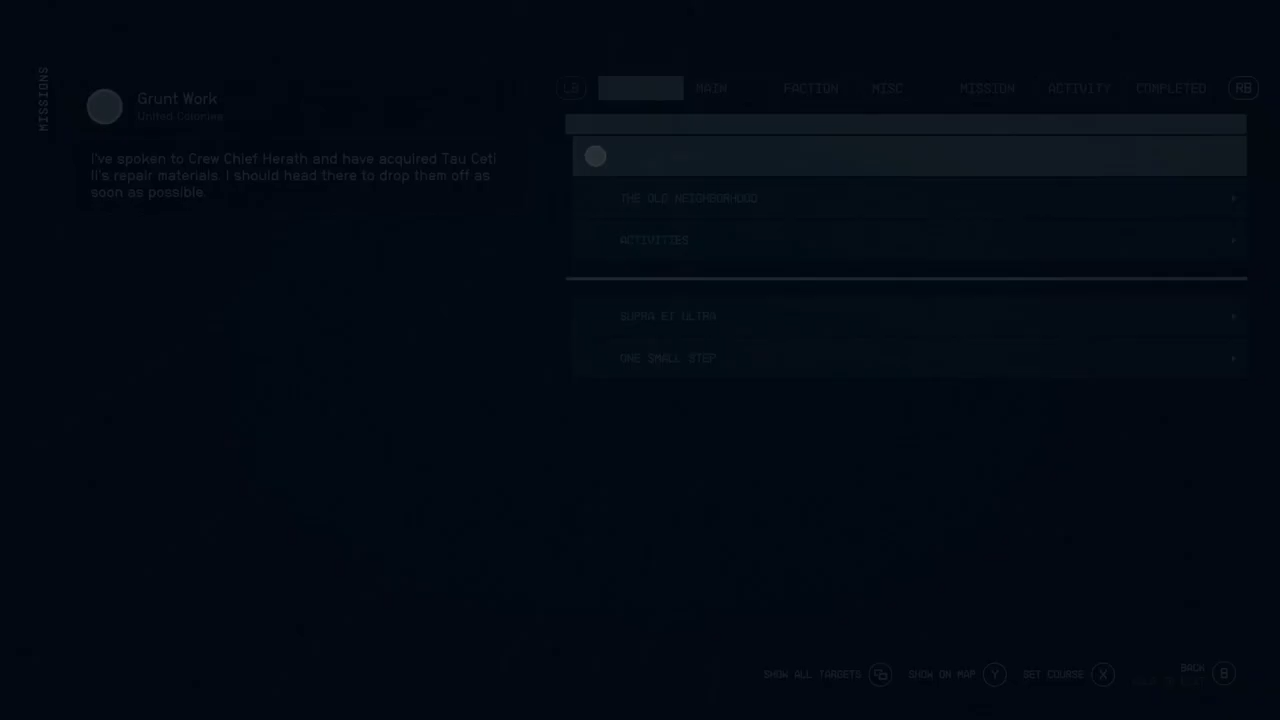 MISSIONS
Grunt Work
United Colonies
I've spoken to Crew Chief Herath and have acquired Tau Ceti
II's repair materials. I should head there to drop them off as
soon as possible.
LB MAIN FACTION MISC MISSION ACTIVITY COMPLETED RB
THE OLD NEIGHBORHOOD
ACTIVITIES
SUPRA ET ULTRA
ONE SMALL STEP
SHOW ALL TARGETS SHOW ON MAP Y SET COURSE X BACK B
HOLD TO EXIT